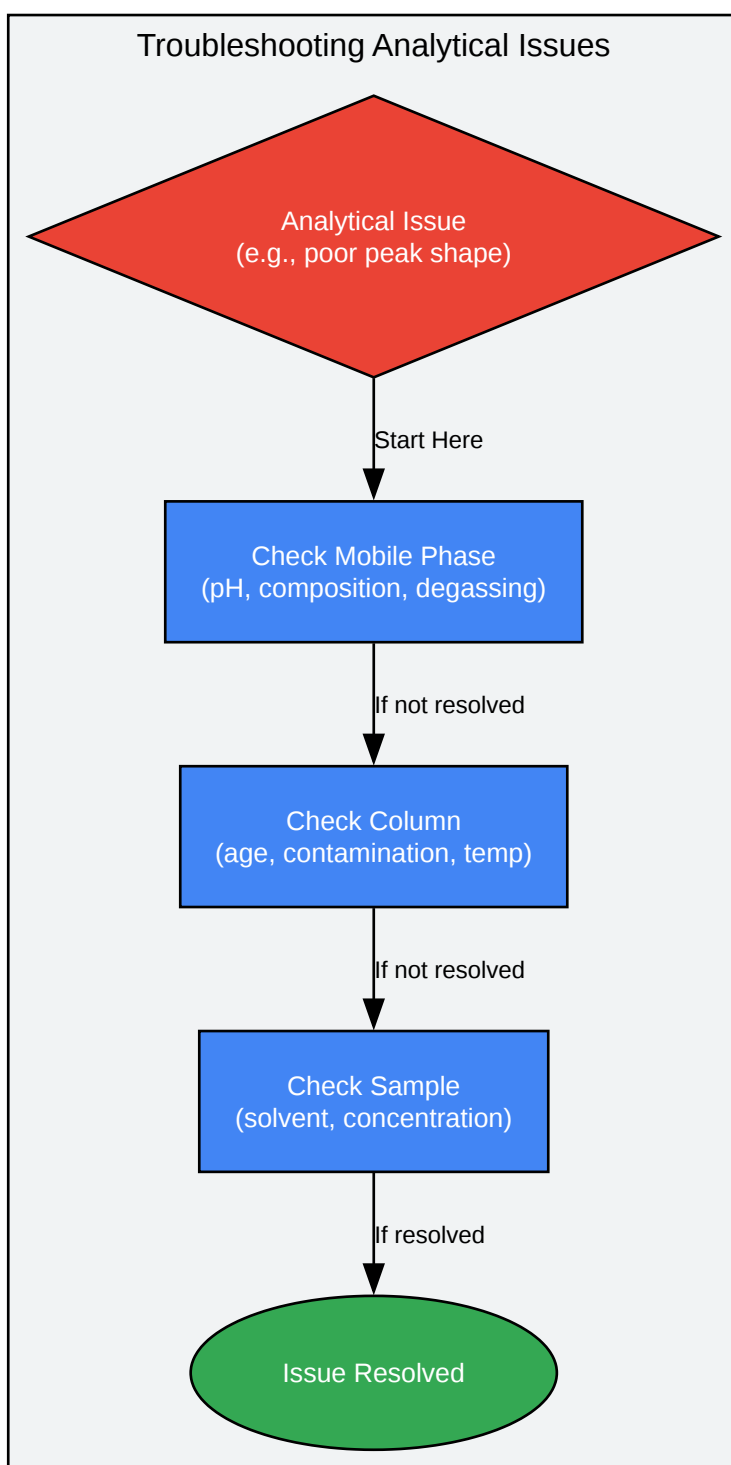 Troubleshooting Analytical Issues
Analytical Issue
(e.g., poor peak shape)
Start Here
Check Mobile Phase
(pH, composition, degassing)
If not resolved
Check Column
(age, contamination, temp)
If not resolved
Check Sample
(solvent, concentration)
If resolved
Issue Resolved